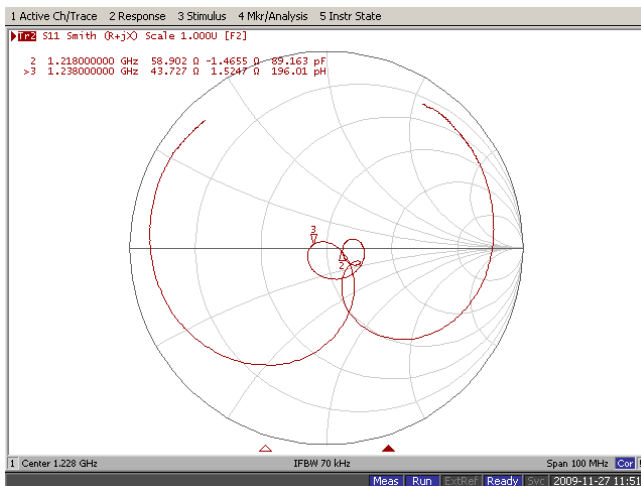 1 Active Ch/Trace 2 Response 3 Stimulus 4 Mkr/Analysis 5 Instr State
Tr2 S11 Smith (R+jX) Scale 1.000U [F2]
2 1.218000000 GHz 58.902 Ω -1.4655 Ω 89.163 pF
>3 1.238000000 GHz 43.727 Ω 1.5247 Ω 196.01 pH
3
2
1 Center 1.228 GHz IFBW 70 kHz Span 100 MHz Cor
Meas Run ExtRef Ready Svc 2009-11-27 11:51